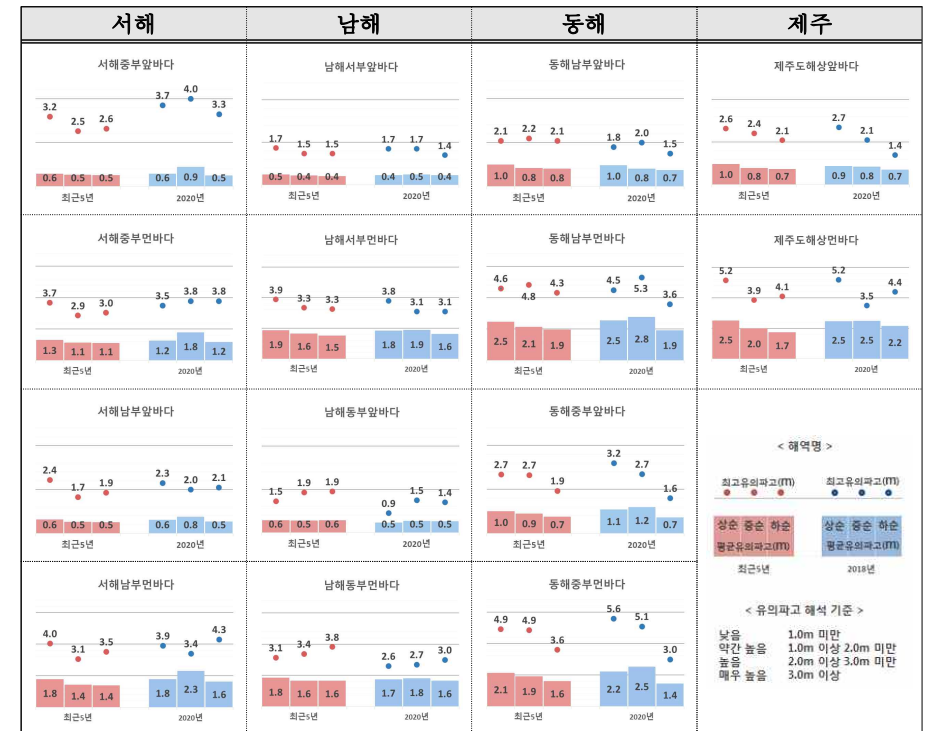 서해 남해 동해 제주
서해중부앞바다 남해서부앞바다 동해남부앞바다 제주도해상앞바다
3.2 2.5 2.6 3.7 4.0 3.3
0.6 0.5 0.5 0.6 0.9 0.5
최근5년 2020년
1.7 1.5 1.5 1.7 1.7 1.4
0.5 0.4 0.4 0.4 0.5 0.4
최근5년 2020년
2.1 2.2 2.1 1.8 2.0 1.5
1.0 0.8 0.8 1.0 0.8 0.7
최근5년 2020년
2.6 2.4 2.1 2.7 2.1 1.4
1.0 0.8 0.7 0.9 0.8 0.7
최근5년 2020년
서해중부먼바다 남해서부먼바다 동해남부먼바다 제주도해상먼바다
3.7 2.9 3.0 3.5 3.8 3.8
1.3 1.1 1.1 1.2 1.8 1.2
최근5년 2020년
3.9 3.3 3.3 3.8 3.1 3.1
1.9 1.6 1.5 1.8 1.9 1.6
최근5년 2020년
4.6 4.8 4.3 4.5 5.3 3.6
2.5 2.1 1.9 2.5 2.8 1.9
최근5년 2020년
5.2 3.9 4.1 5.2 3.5 4.4
2.5 2.0 1.7 2.5 2.5 2.2
최근5년 2020년
서해남부앞바다 남해동부앞바다 동해중부앞바다
2.4 1.7 1.9 2.3 2.0 2.1
0.6 0.5 0.5 0.6 0.8 0.5
최근5년 2020년
1.5 1.9 1.9 0.9 1.5 1.4
0.6 0.5 0.6 0.5 0.5 0.5
최근5년 2020년
2.7 2.7 1.9 3.2 2.7 1.6
1.0 0.9 0.7 1.1 1.2 0.7
최근5년 2020년
< 해역명 >
최고유의파고(m) 최고유의파고(m)
상순 중순 하순 상순 중순 하순
평균유의파고(m) 평균유의파고(m)
최근5년 2018년
서해남부먼바다 남해동부먼바다 동해중부먼바다
4.0 3.1 3.5 3.9 3.4 4.3
1.8 1.4 1.4 1.8 2.3 1.6
최근5년 2020년
3.1 3.4 3.8 2.6 2.7 3.0
1.8 1.6 1.6 1.7 1.8 1.6
최근5년 2020년
4.9 4.9 3.6 5.6 5.1 3.0
2.1 1.9 1.6 2.2 2.5 1.4
최근5년 2020년
< 유의파고 해석 기준 >
낮음 1.0m 미만
약간 높음 1.0m 이상 2.0m 미만
높음 2.0m 이상 3.0m 미만
매우 높음 3.0m 이상